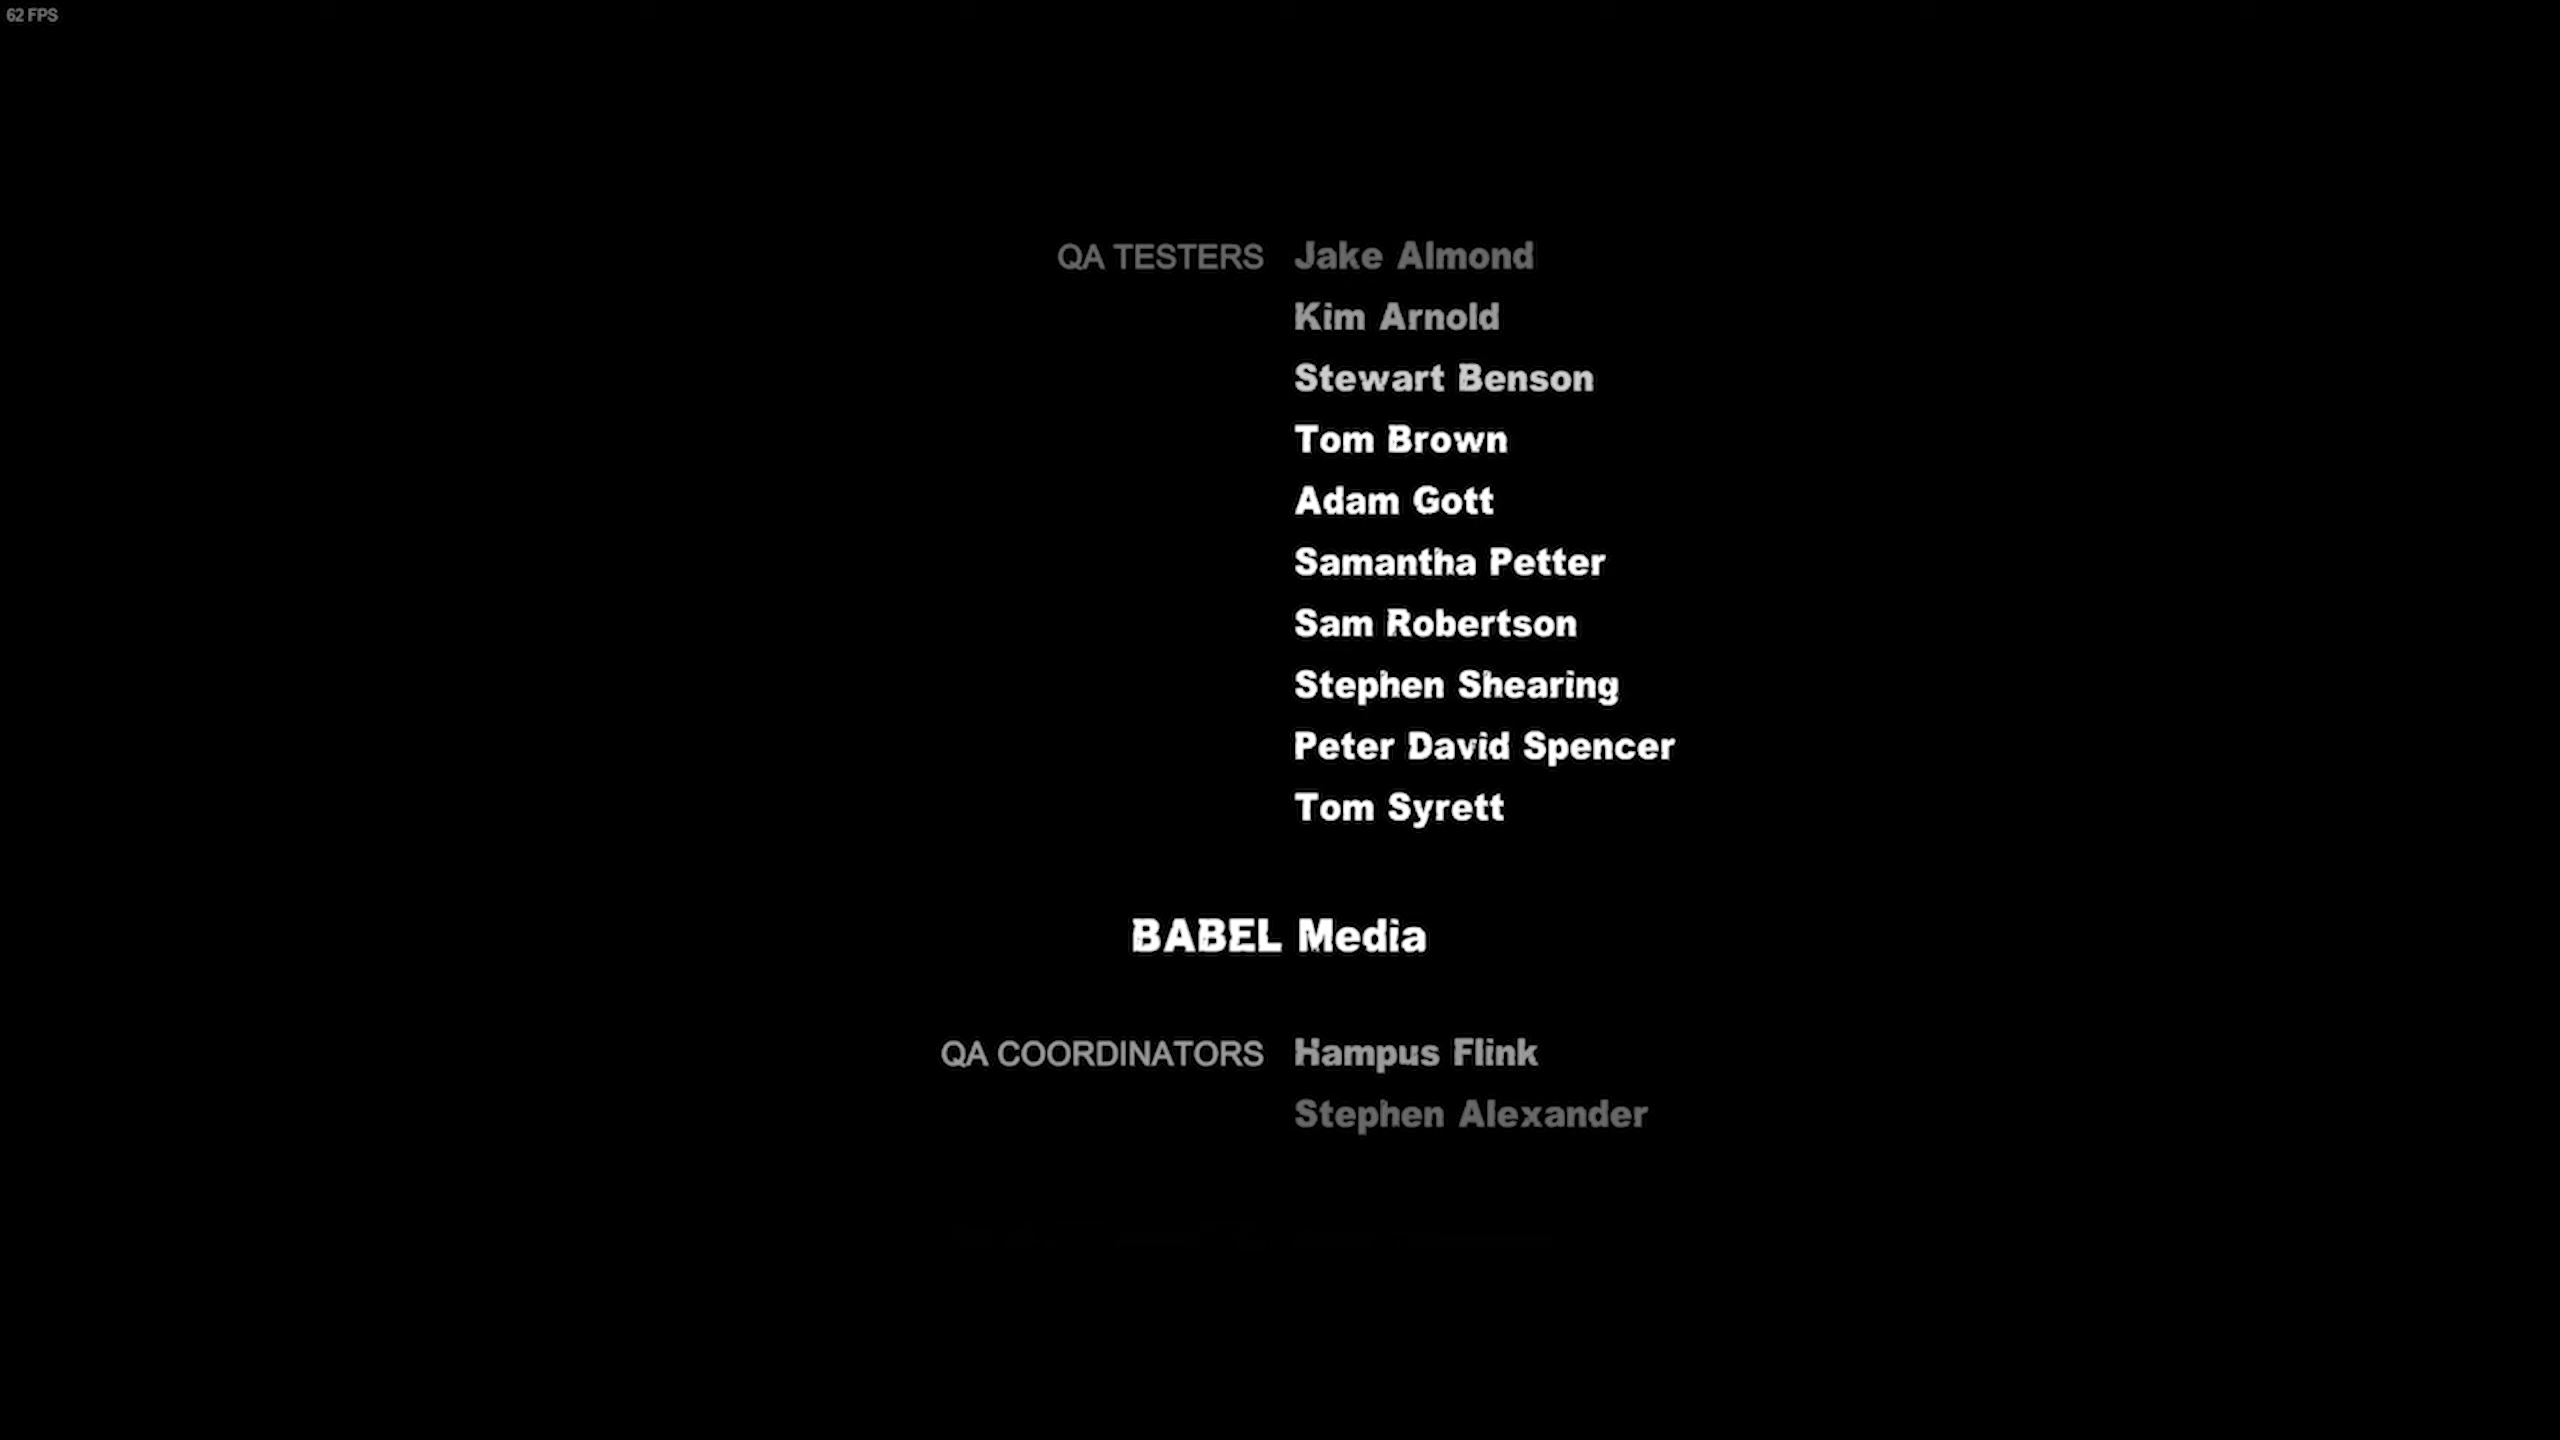 62 FPS
QA TESTERS Jake Almond
Kim Arnold
Stewart Benson
Tom Brown
Adam Gott
Samantha Petter
Sam Robertson
Stephen Shearing
Peter David Spencer
Tom Syrett
BABEL Media
QA COORDINATORS Hampus Flink
Stephen Alexander